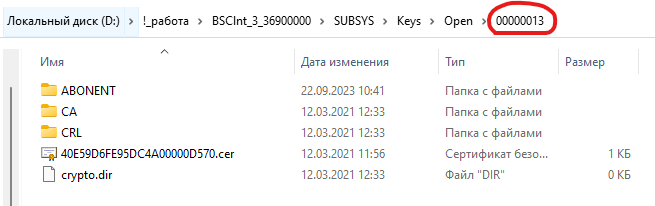 Локальный диск (D:) > !_работа > BSCInt_3_36900000 > SUBSYS > Keys > Open > 00000013
Имя Дата изменения Тип Размер
ABONENT 22.09.2023 10:41 Папка с файлами
CA 12.03.2021 12:33 Папка с файлами
CRL 12.03.2021 12:33 Папка с файлами
40E59D6FE95DC4A00000D570.cer 12.03.2021 11:56 Сертификат безо... 1 КБ
crypto.dir 12.03.2021 12:33 Файл "DIR" 0 КБ